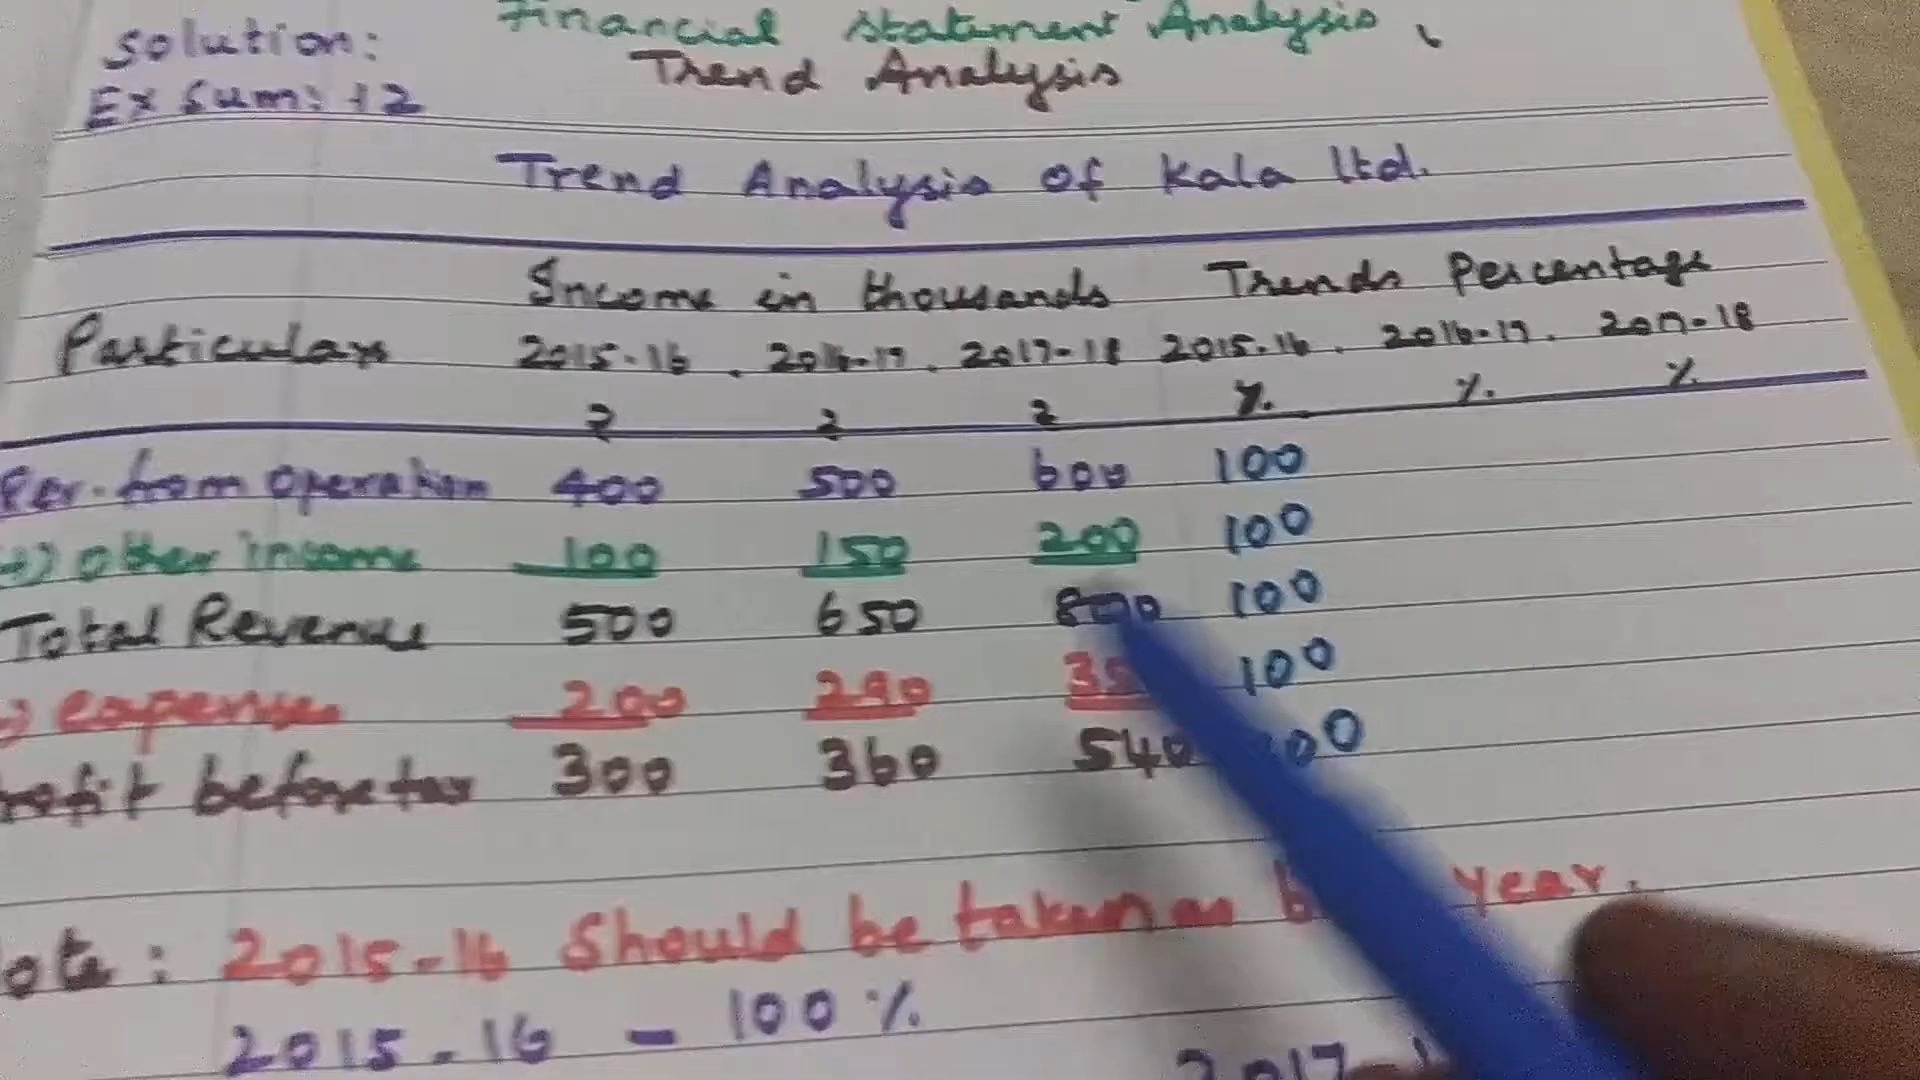 Financial Statement Analysis,
Solution:
Trend Analysis
Ex Sum: 12
Trend Analysis of Kala ltd.
Income in thousands Trends Percentage
Particulars 2015-16 . 2016-17 . 2017-18 2015-16 . 2016-17 . 2017-18
₹ ₹ ₹ % % %
Rev. from Operation 400 500 600 100
(+) other income 100 150 200 100
Total Revenue 500 650 800 100
expenses 200 290 100
Profit before tax 300 360 540 100
Note: 2015-16 Should be taken as year.
2015-16 - 100%